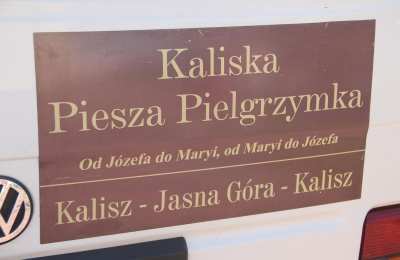 Kaliska
Piesza Pielgrzymka
Od Józefa do Maryi, od Maryi do Józefa
Kalisz - Jasna Góra - Kalisz